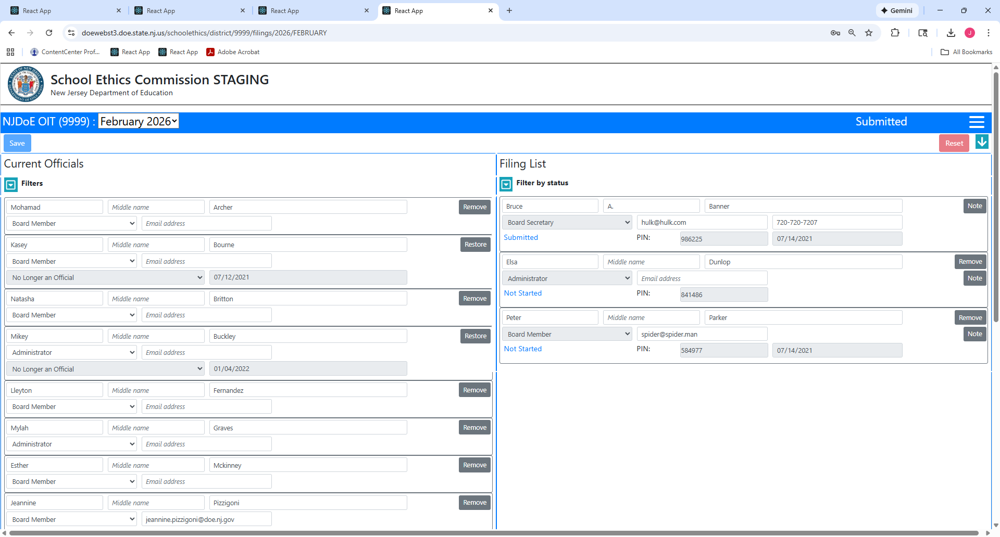 React App
React App
React App
React App
Gemini
doewebst3.doe.state.nj.us/schoolethics/district/9999/filings/2026/FEBRUARY
J
ContentCenter Prof...
React App
React App
Adobe Acrobat
All Bookmarks
School Ethics Commission STAGING
New Jersey Department of Education
NJDoE OIT (9999) : February 2026
Submitted
Save
Reset
Current Officials
Filters
Mohamad Middle name Archer Remove
Board Member Email address
Kasey Middle name Bourne Restore
Board Member Email address
No Longer an Official 07/12/2021
Natasha Middle name Britton Remove
Board Member Email address
Mikey Middle name Buckley Restore
Administrator Email address
No Longer an Official 01/04/2022
Lleyton Middle name Fernandez Remove
Board Member Email address
Mylah Middle name Graves Remove
Administrator Email address
Esther Middle name Mckinney Remove
Board Member Email address
Jeannine Middle name Pizzigoni Remove
Board Member jeannine.pizzigoni@doe.nj.gov
Filing List
Filter by status
Bruce A. Banner Note
Board Secretary hulk@hulk.com 720-720-7207
Submitted PIN: 986225 07/14/2021
Elsa Middle name Dunlop Remove
Administrator Email address Note
Not Started PIN: 841486
Peter Middle name Parker Remove
Board Member spider@spider.man Note
Not Started PIN: 584977 07/14/2021